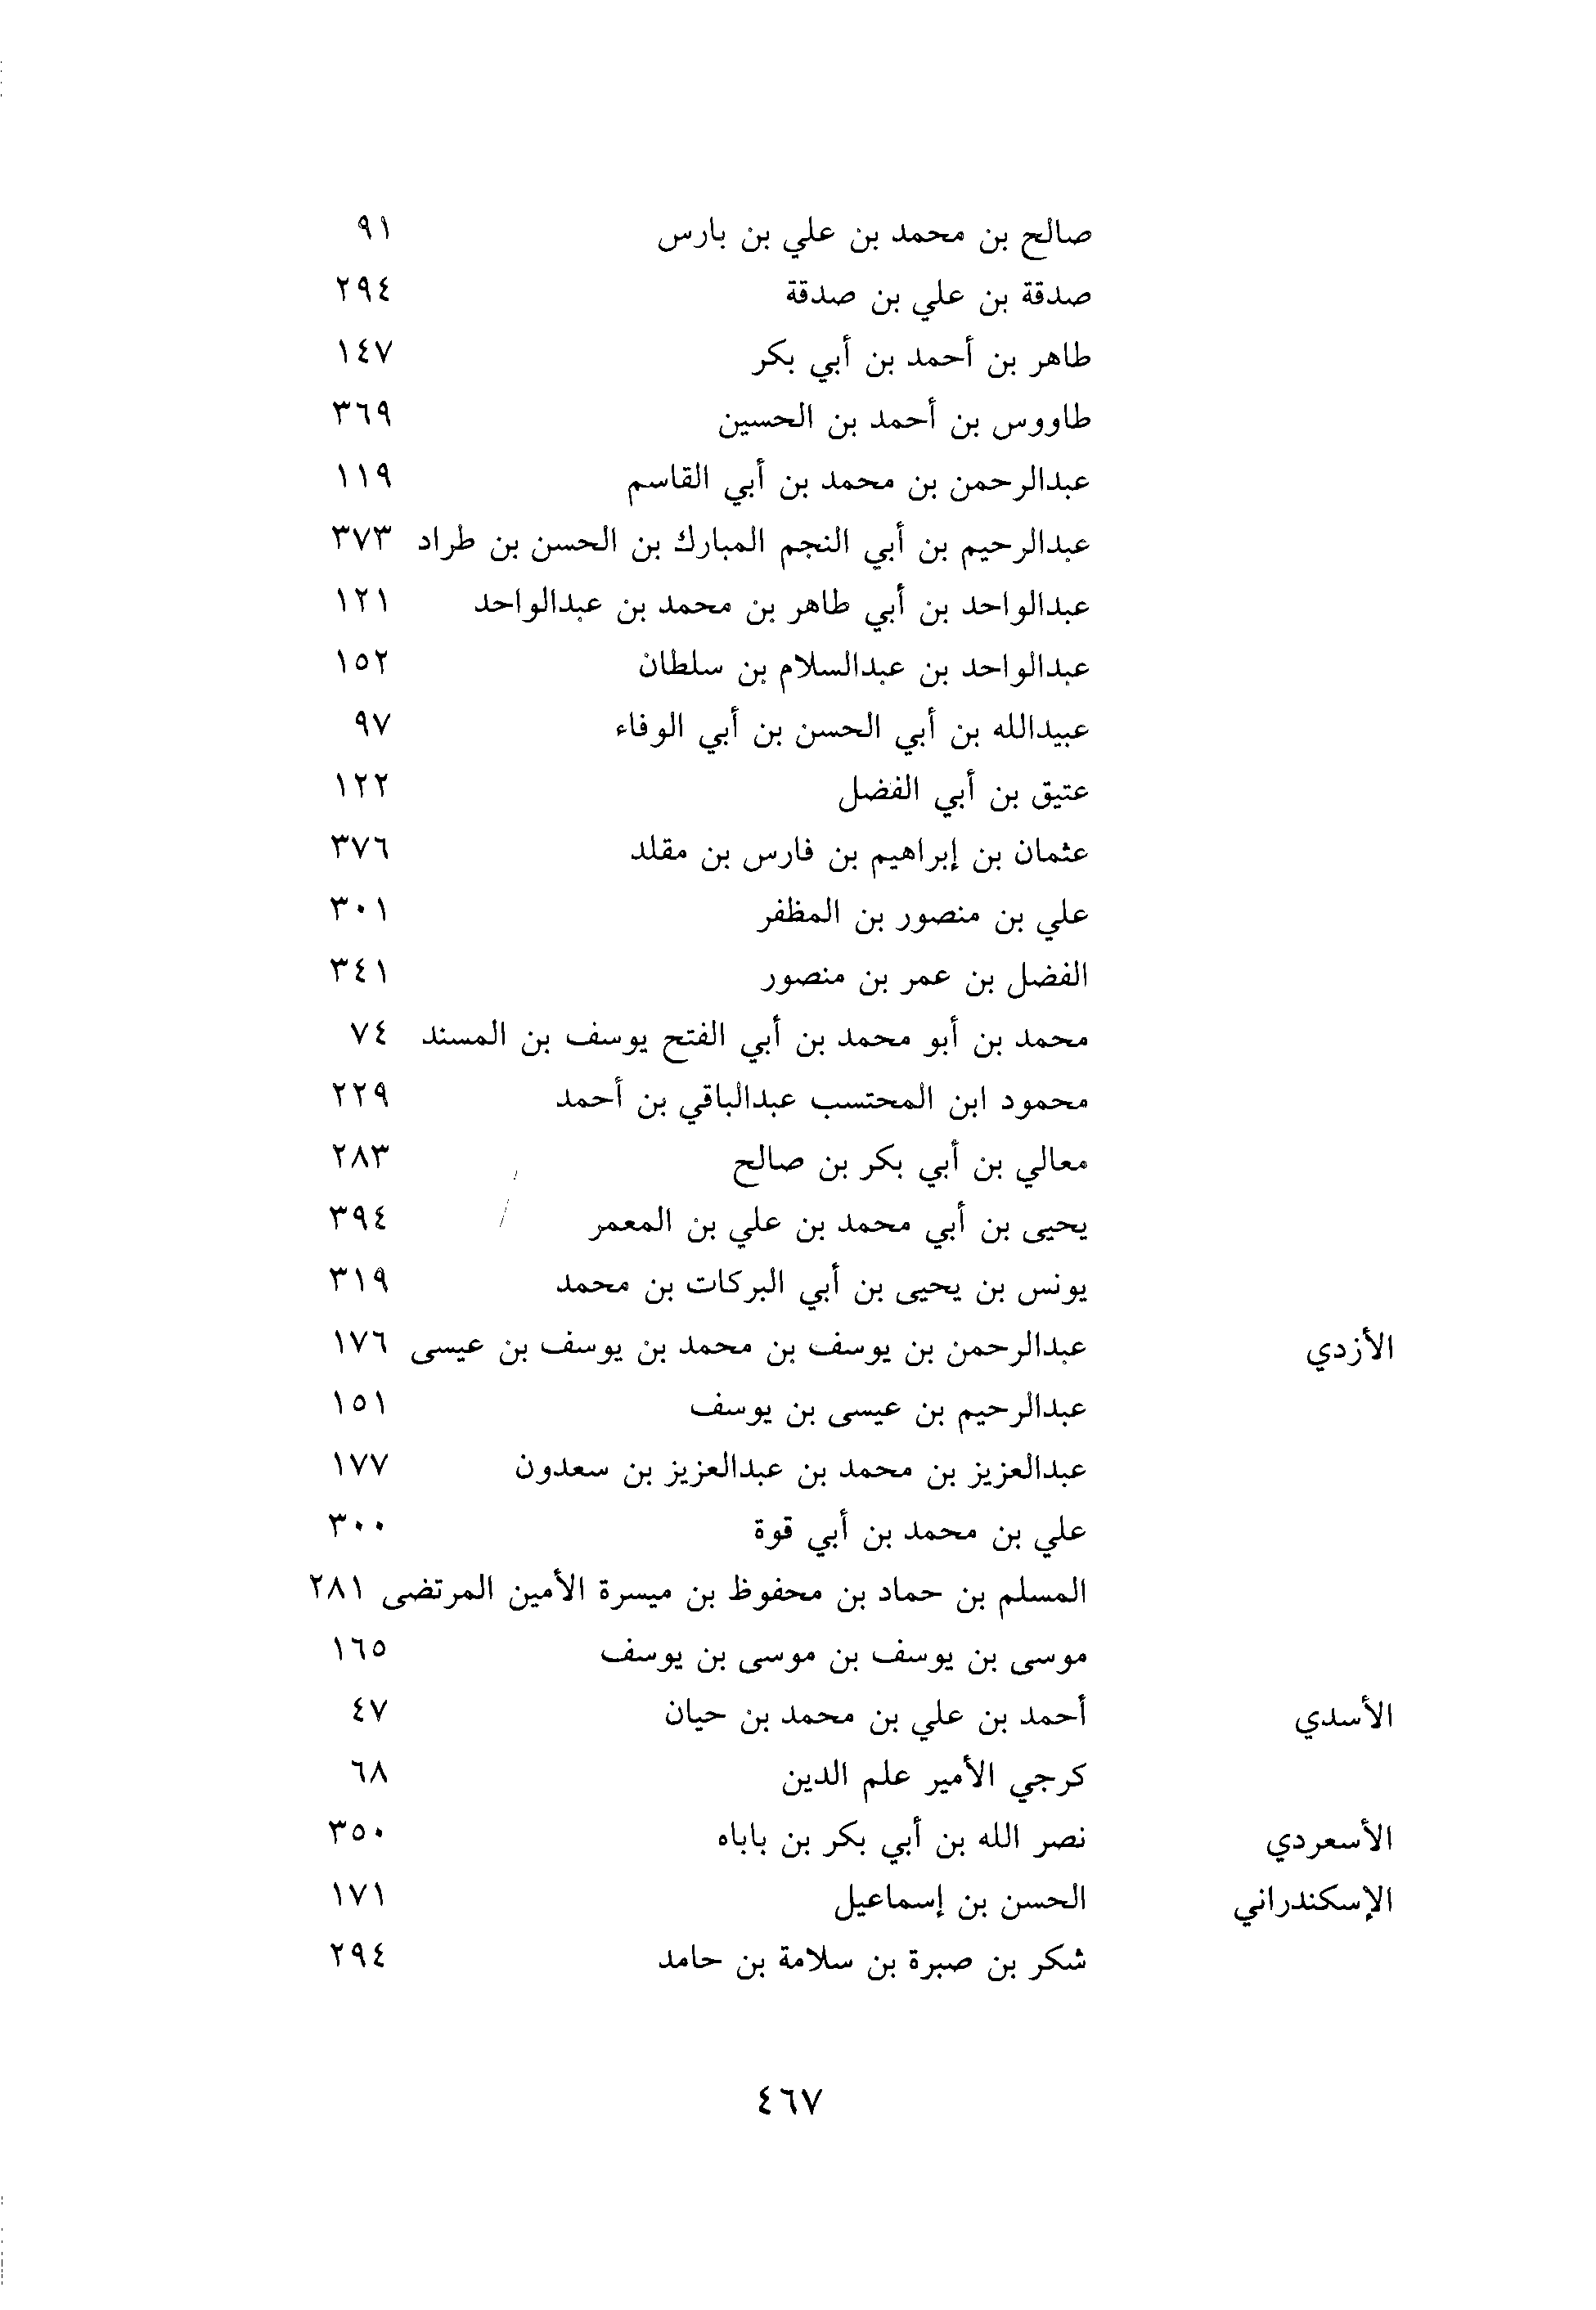 صالح بن محمد بن علي بن بارس ٩١
صدقة بن علي بن صدقة ٢٩٤
طاهر بن أحمد بن أبي بكر ١٤٧
طاووس بن أحمد بن الحسين ٣٦٩
عبدالرحمن بن محمد بن أبي القاسم ١١٩
عبدالرحيم بن أبي النجم المبارك بن الحسن بن طراد ٣٧٣
عبدالواحد بن أبي طاهر بن محمد بن عبدالواحد ١٢١
عبدالواحد بن عبدالسلام بن سلطان ١٥٢
عبيدالله بن أبي الحسن بن أبي الوفاء ٩٧
عتيق بن أبي الفضل ١٢٢
عثمان بن إبراهيم بن فارس بن مقلد ٣٧٦
علي بن منصور بن المظفر ٣٠١
الفضل بن عمر بن منصور ٣٤١
محمد بن أبو محمد بن أبي الفتح يوسف بن المسند ٧٤
محمود ابن المحتسب عبدالباقي بن أحمد ٢٢٩
معالي بن أبي بكر بن صالح ٢٨٣
يحيى بن أبي محمد بن علي بن المعمر ٣٩٤
يونس بن يحيى بن أبي البركات بن محمد ٣١٩
الأزدي عبدالرحمن بن يوسف بن محمد بن يوسف بن عيسى ١٧٦
عبدالرحيم بن عيسى بن يوسف ١٥١
عبدالعزيز بن محمد بن عبدالعزيز بن سعدون ١٧٧
علي بن محمد بن أبي قوة ٣٠٠
المسلم بن حماد بن محفوظ بن ميسرة الأمين المرتضى ٢٨١
موسى بن يوسف بن موسى بن يوسف ١٦٥
الأسدي أحمد بن علي بن محمد بن حيان ٤٧
كرجي الأمير علم الدين ٦٨
الأسعردي نصر الله بن أبي بكر بن باباه ٣٥٠
الإسكندراني الحسن بن إسماعيل ١٧١
شكر بن صبرة بن سلامة بن حامد ٢٩٤
٤٦٧